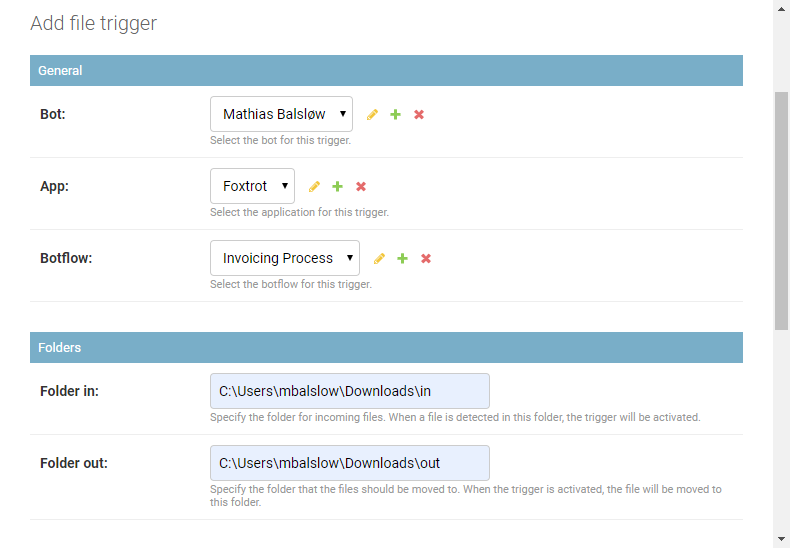 Add file trigger
General
Bot:
Mathias Balsløw
Select the bot for this trigger.
App:
Foxtrot
Select the application for this trigger.
Botflow:
Invoicing Process
Select the botflow for this trigger.
Folders
Folder in:
C:\Users\mbalslow\Downloads\in
Specify the folder for incoming files. When a file is detected in this folder, the trigger will be activated.
Folder out:
C:\Users\mbalslow\Downloads\out
Specify the folder that the files should be moved to. When the trigger is activated, the file will be moved to
this folder.